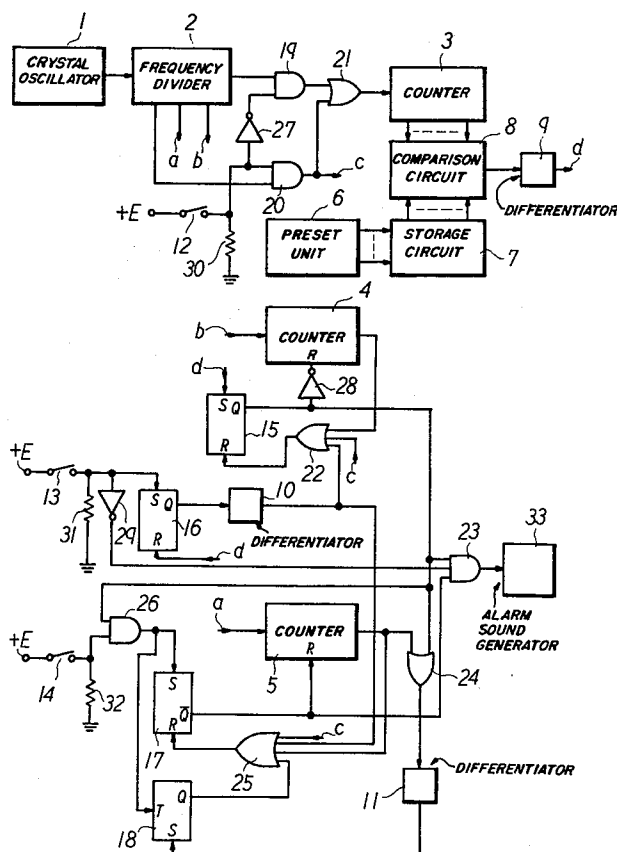 1
2
CRYSTAL
OSCILLATOR
FREQUENCY
DIVIDER
19
21
3
COUNTER
27
a
b
20
c
8
COMPARISON
CIRCUIT
9
d
DIFFERENTIATOR
+E
12
30
6
PRESET
UNIT
STORAGE
CIRCUIT
7
4
b
COUNTER
R
28
d
S Q
R
15
22
c
+E
13
31
29
S
Q
R
16
10
DIFFERENTIATOR
d
23
33
ALARM
SOUND
GENERATOR
26
+E
14
32
a
COUNTER
R
5
24
S
Q̅
R
17
c
25
DIFFERENTIATOR
11
Q
T
S
18